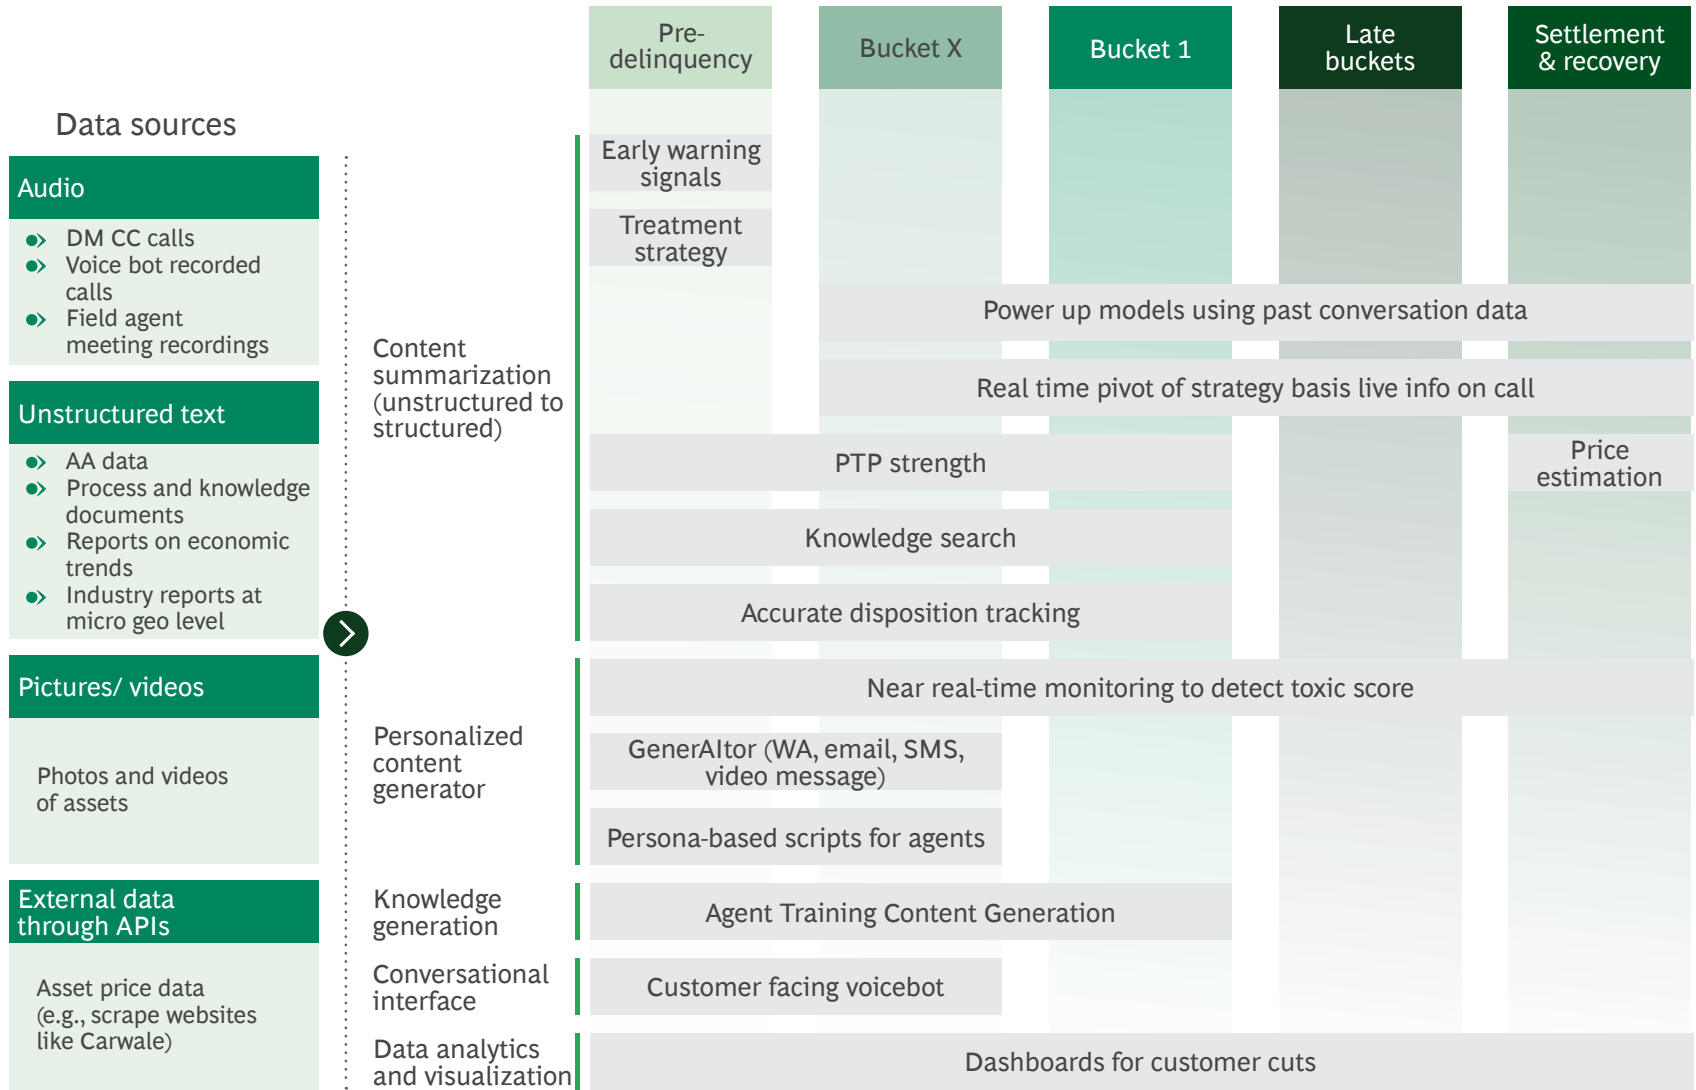 Pre-
delinquency
Bucket X
Bucket 1
Late
buckets
Settlement
& recovery
Data sources
Audio
DM CC calls
Voice bot recorded
calls
Field agent
meeting recordings
Unstructured text
AA data
Process and knowledge
documents
Reports on economic
trends
Industry reports at
micro geo level
Pictures/ videos
Photos and videos
of assets
External data
through APIs
Asset price data
(e.g., scrape websites
like Carwale)
Content
summarization
(unstructured to
structured)
Early warning
signals
Treatment
strategy
Power up models using past conversation data
Real time pivot of strategy basis live info on call
PTP strength
Price
estimation
Knowledge search
Accurate disposition tracking
Personalized
content
generator
Near real-time monitoring to detect toxic score
GenerAItor (WA, email, SMS,
video message)
Persona-based scripts for agents
Knowledge
generation
Agent Training Content Generation
Conversational
interface
Customer facing voicebot
Data analytics
and visualization
Dashboards for customer cuts